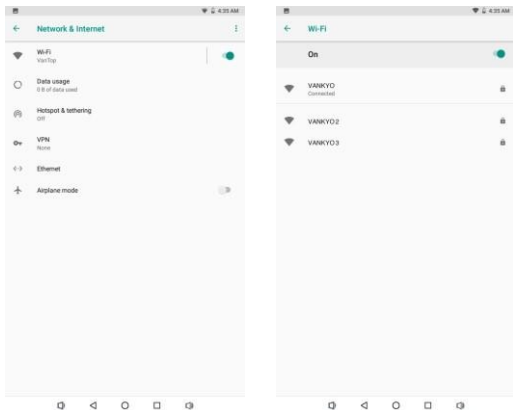 4:35 AM
Network & Internet
Wi-Fi
VanTop
Data usage
0 B of data used
Hotspot & tethering
Off
VPN
None
Ethernet
Airplane mode
4:35 AM
Wi-Fi
On
VANKYO
Connected
VANKYO2
VANKYO3